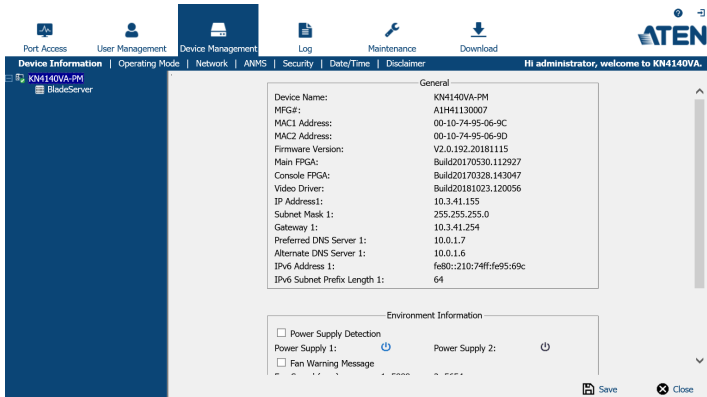 Port Access User Management Device Management Log Maintenance Download
ATEN
Device Information | Operating Mode | Network | ANMS | Security | Date/Time | Disclaimer Hi administrator, welcome to KN4140VA.
KN4140VA-PM
BladeServer
General
Device Name: KN4140VA-PM
MFG#: A1H41130007
MAC1 Address: 00-10-74-95-06-9C
MAC2 Address: 00-10-74-95-06-9D
Firmware Version: V2.0.192.20181115
Main FPGA: Build20170530.112927
Console FPGA: Build20170328.143047
Video Driver: Build20181023.120056
IP Address1: 10.3.41.155
Subnet Mask 1: 255.255.255.0
Gateway 1: 10.3.41.254
Preferred DNS Server 1: 10.0.1.7
Alternate DNS Server 1: 10.0.1.6
IPv6 Address 1: fe80::210:74ff:fe95:69c
IPv6 Subnet Prefix Length 1: 64
Environment Information
Power Supply Detection
Power Supply 1: Power Supply 2:
Fan Warning Message
Save Close